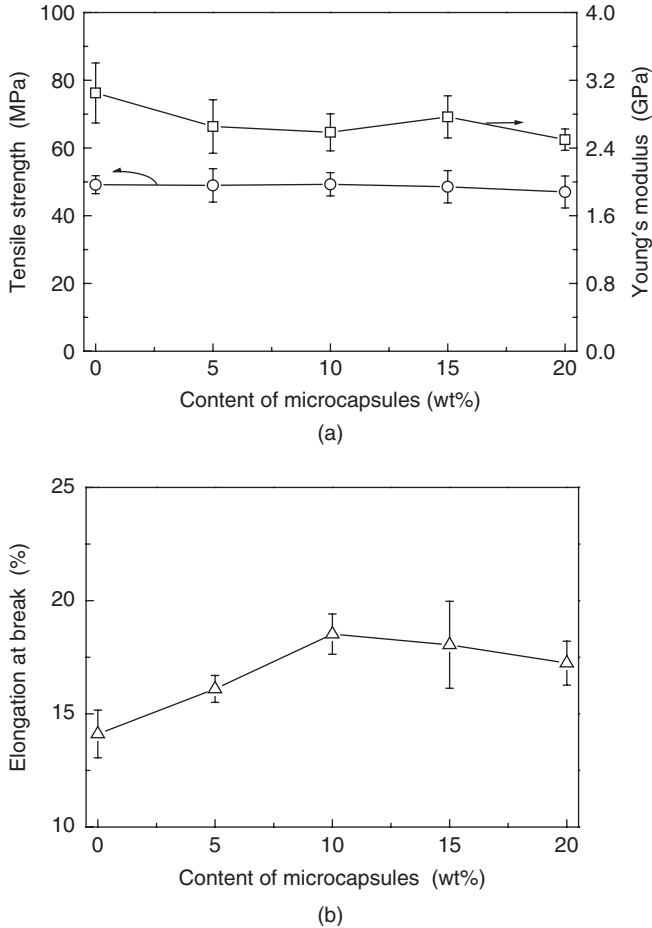 100
80
60
40
20
0
Tensile strength (MPa)
4.0
3.2
2.4
1.6
0.8
0.0
Young's modulus (GPa)
0 5 10 15 20
Content of microcapsules (wt%)
(a)
25
20
15
10
Elongation at break (%)
0 5 10 15 20
Content of microcapsules (wt%)
(b)